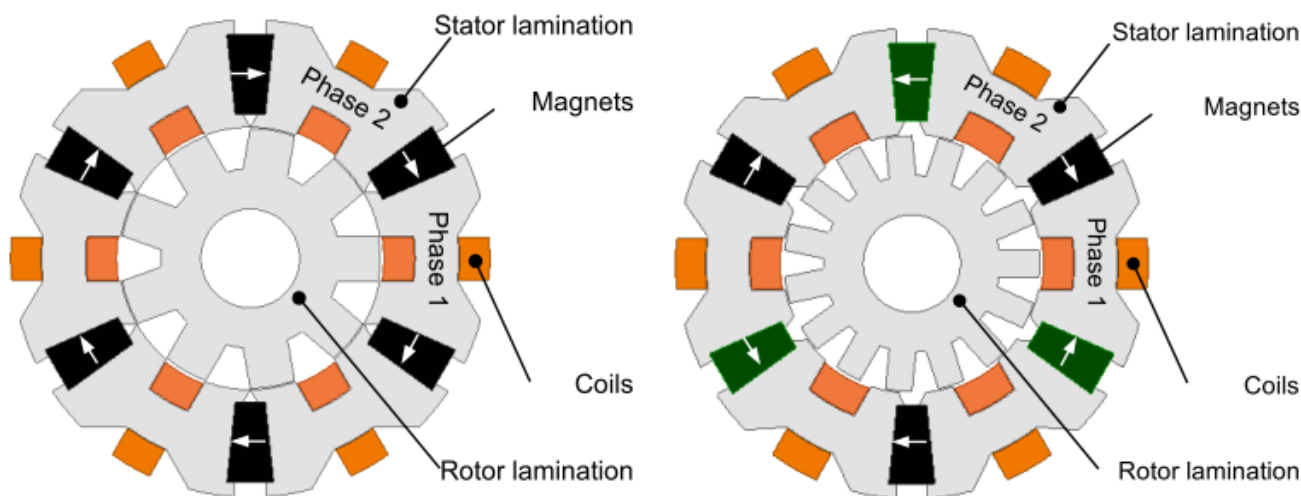 Stator lamination
Phase 2
Magnets
Phase 1
Coils
Rotor lamination
Stator lamination
Phase 2
Magnets
Phase 1
Coils
Rotor lamination